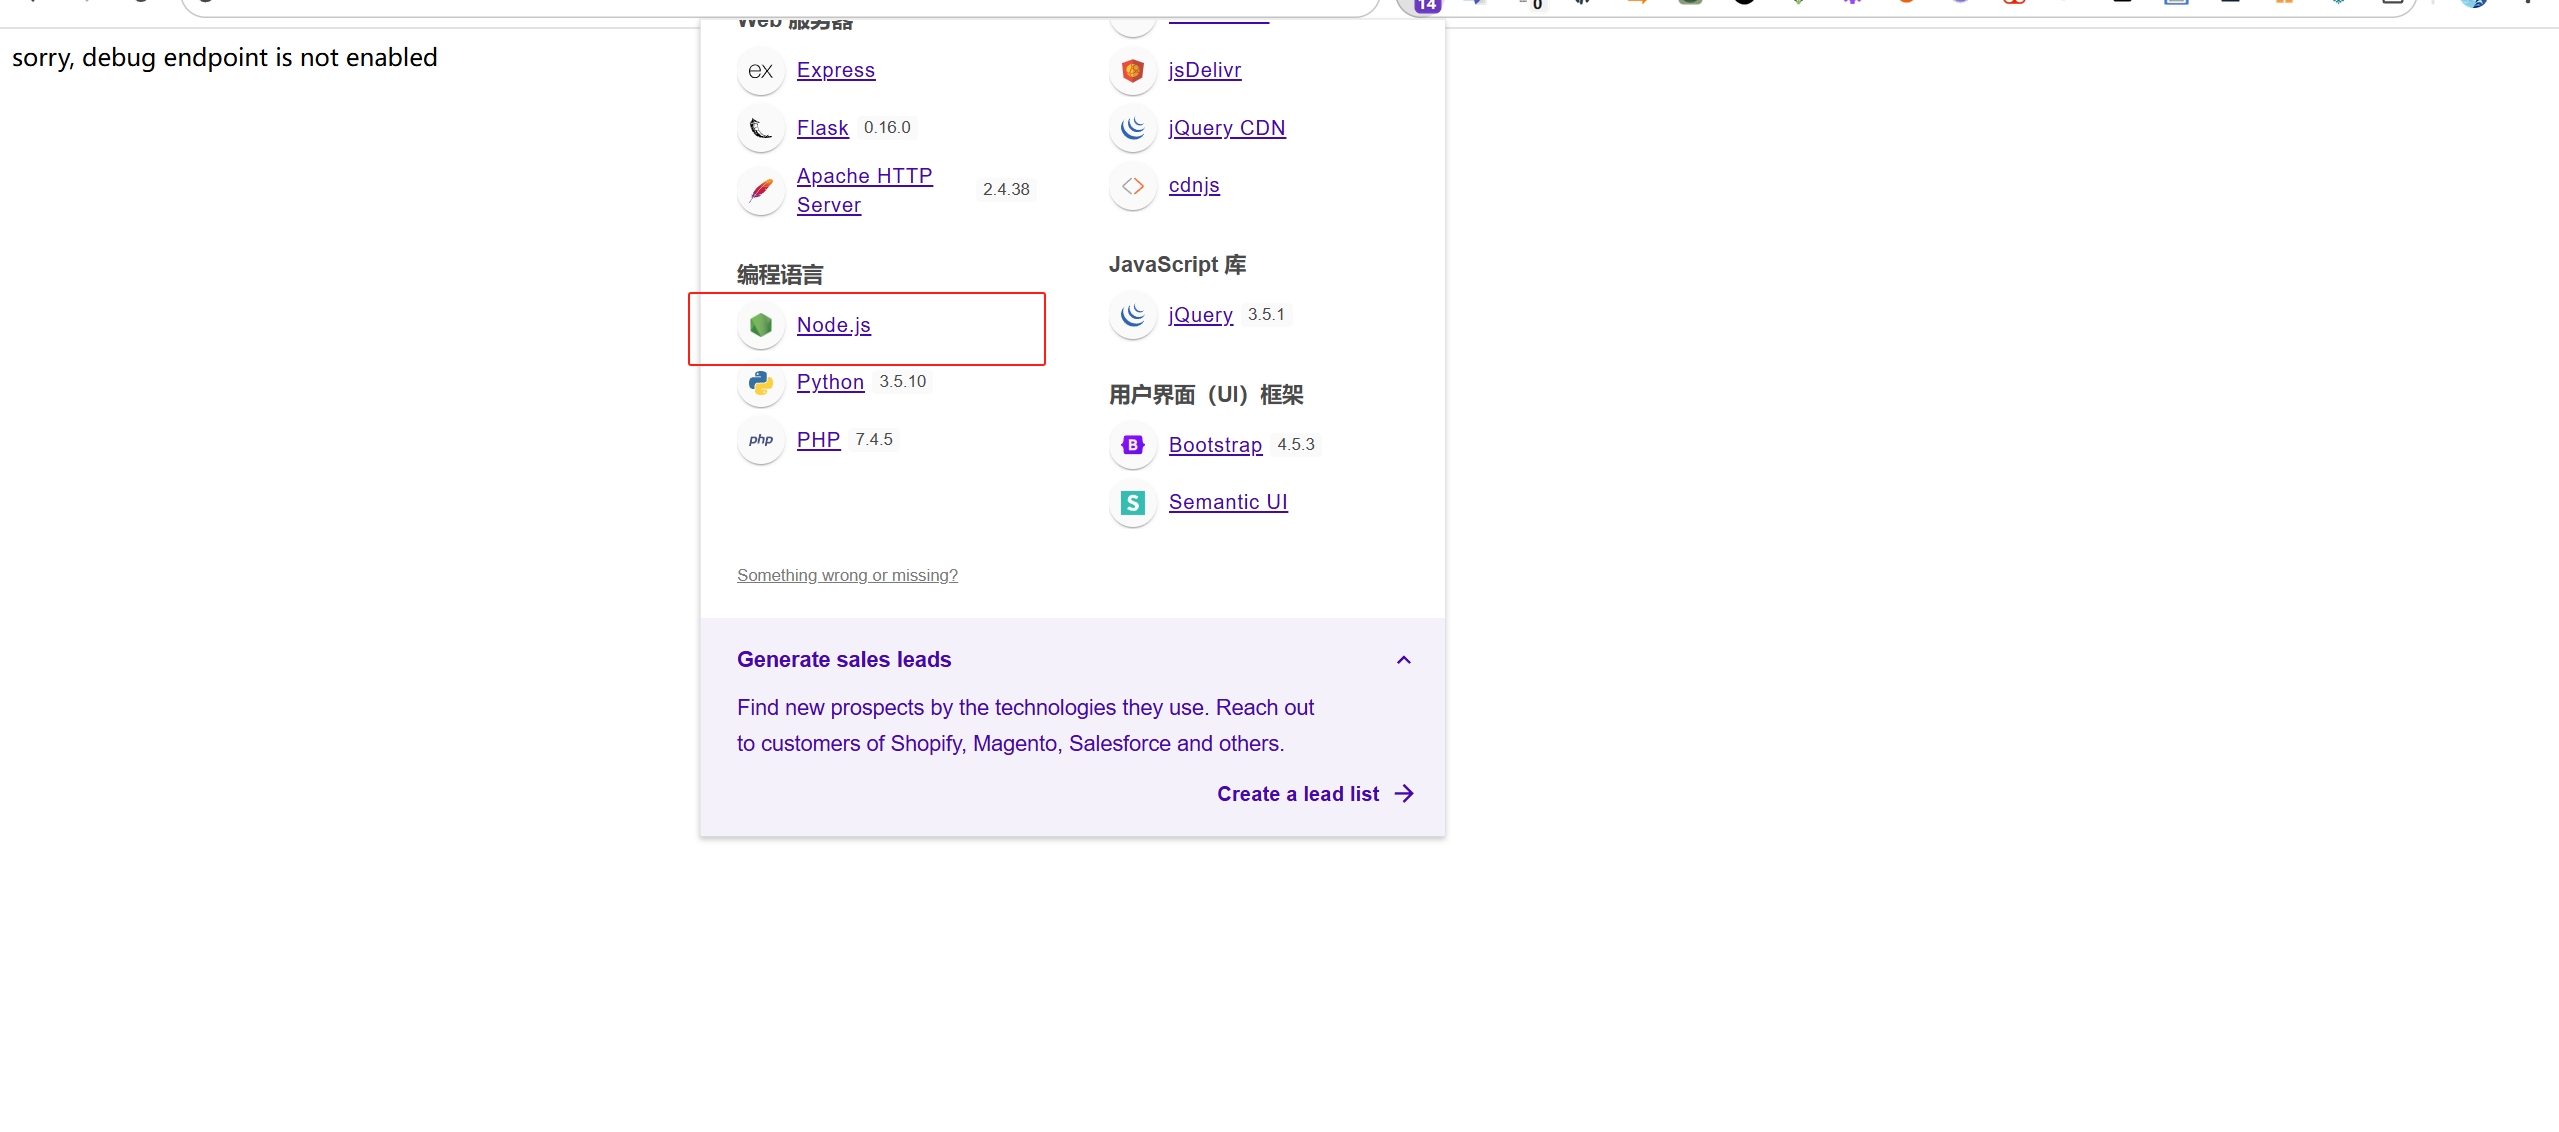 14
0
sorry, debug endpoint is not enabled
Web 服务器
ex
Express
Flask 0.16.0
Apache HTTP
Server
2.4.38
编程语言
Node.js
Python 3.5.10
php
PHP 7.4.5
jsDelivr
jQuery CDN
cdnjs
JavaScript 库
jQuery 3.5.1
用户界面（UI）框架
B
Bootstrap 4.5.3
S
Semantic UI
Something wrong or missing?
Generate sales leads
Find new prospects by the technologies they use. Reach out
to customers of Shopify, Magento, Salesforce and others.
Create a lead list